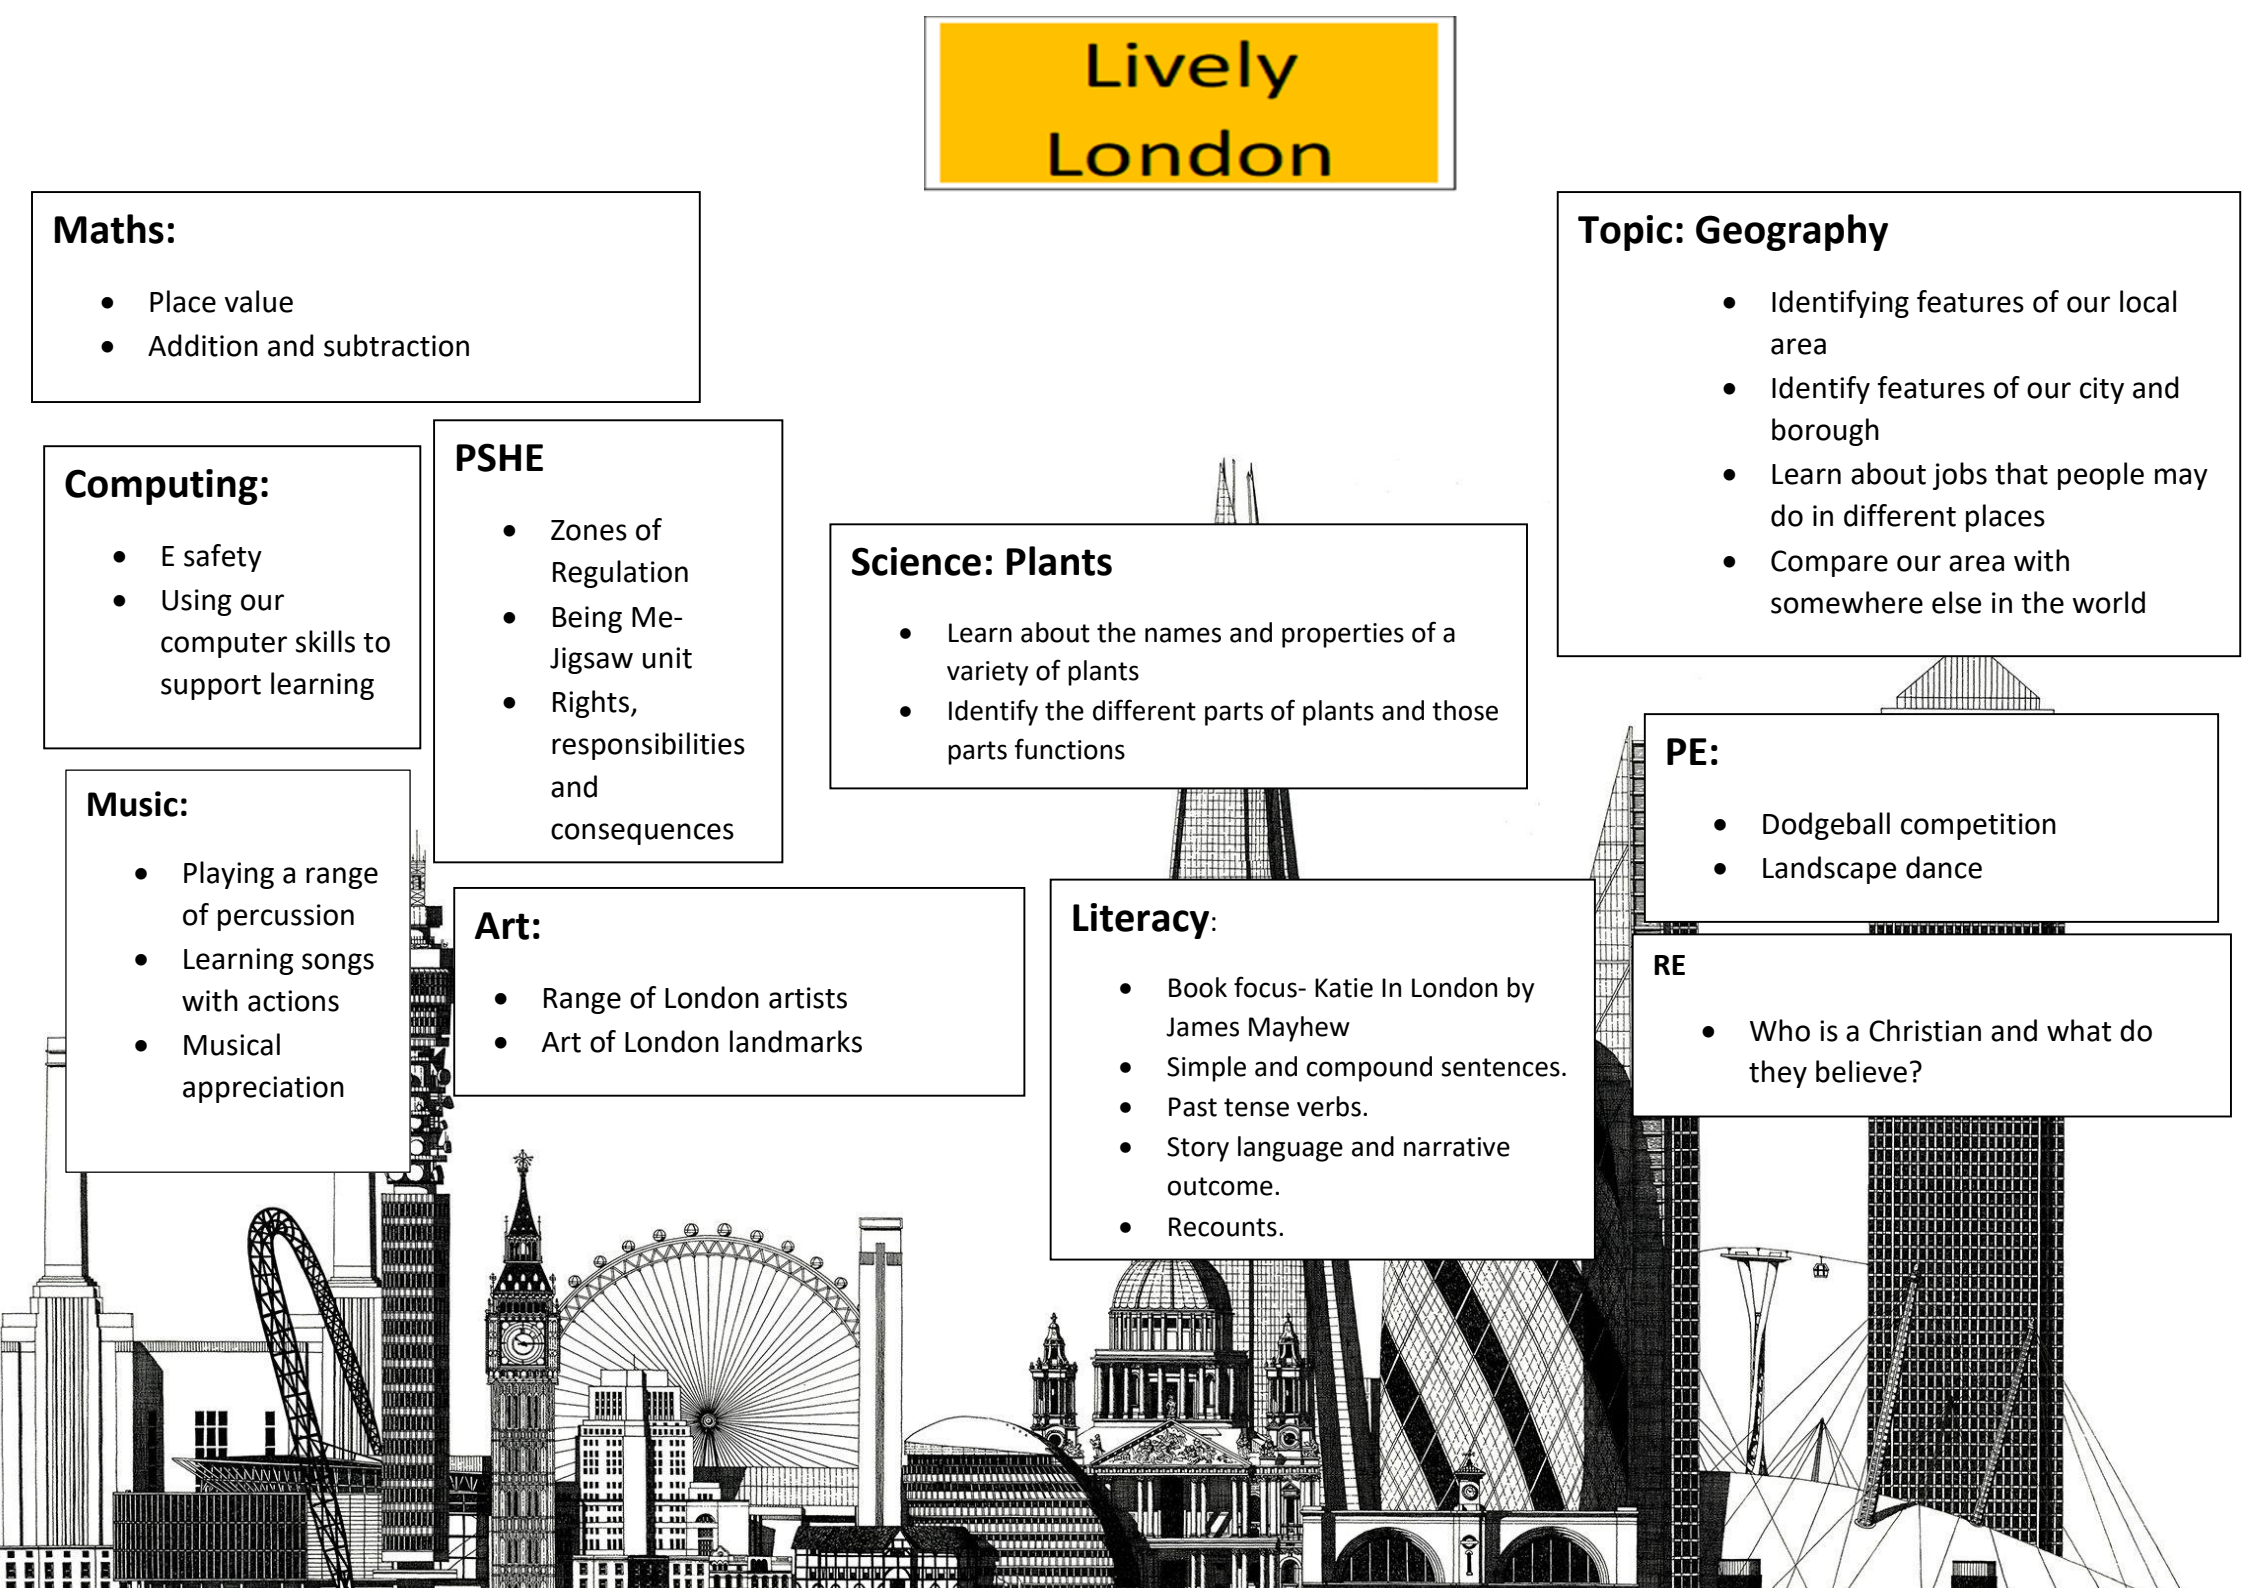 Lively
London
Maths:
• Place value
• Addition and subtraction
Topic: Geography
• Identifying features of our local
area
• Identify features of our city and
borough
• Learn about jobs that people may
do in different places
• Compare our area with
somewhere else in the world
Computing:
• E safety
• Using our
computer skills to
support learning
PSHE
• Zones of
Regulation
• Being Me-
Jigsaw unit
• Rights,
responsibilities
and
consequences
Science: Plants
• Learn about the names and properties of a
variety of plants
• Identify the different parts of plants and those
parts functions
PE:
• Dodgeball competition
• Landscape dance
Music:
• Playing a range
of percussion
• Learning songs
with actions
• Musical
appreciation
Art:
• Range of London artists
• Art of London landmarks
Literacy:
• Book focus- Katie In London by
James Mayhew
• Simple and compound sentences.
• Past tense verbs.
• Story language and narrative
outcome.
• Recounts.
RE
• Who is a Christian and what do
they believe?